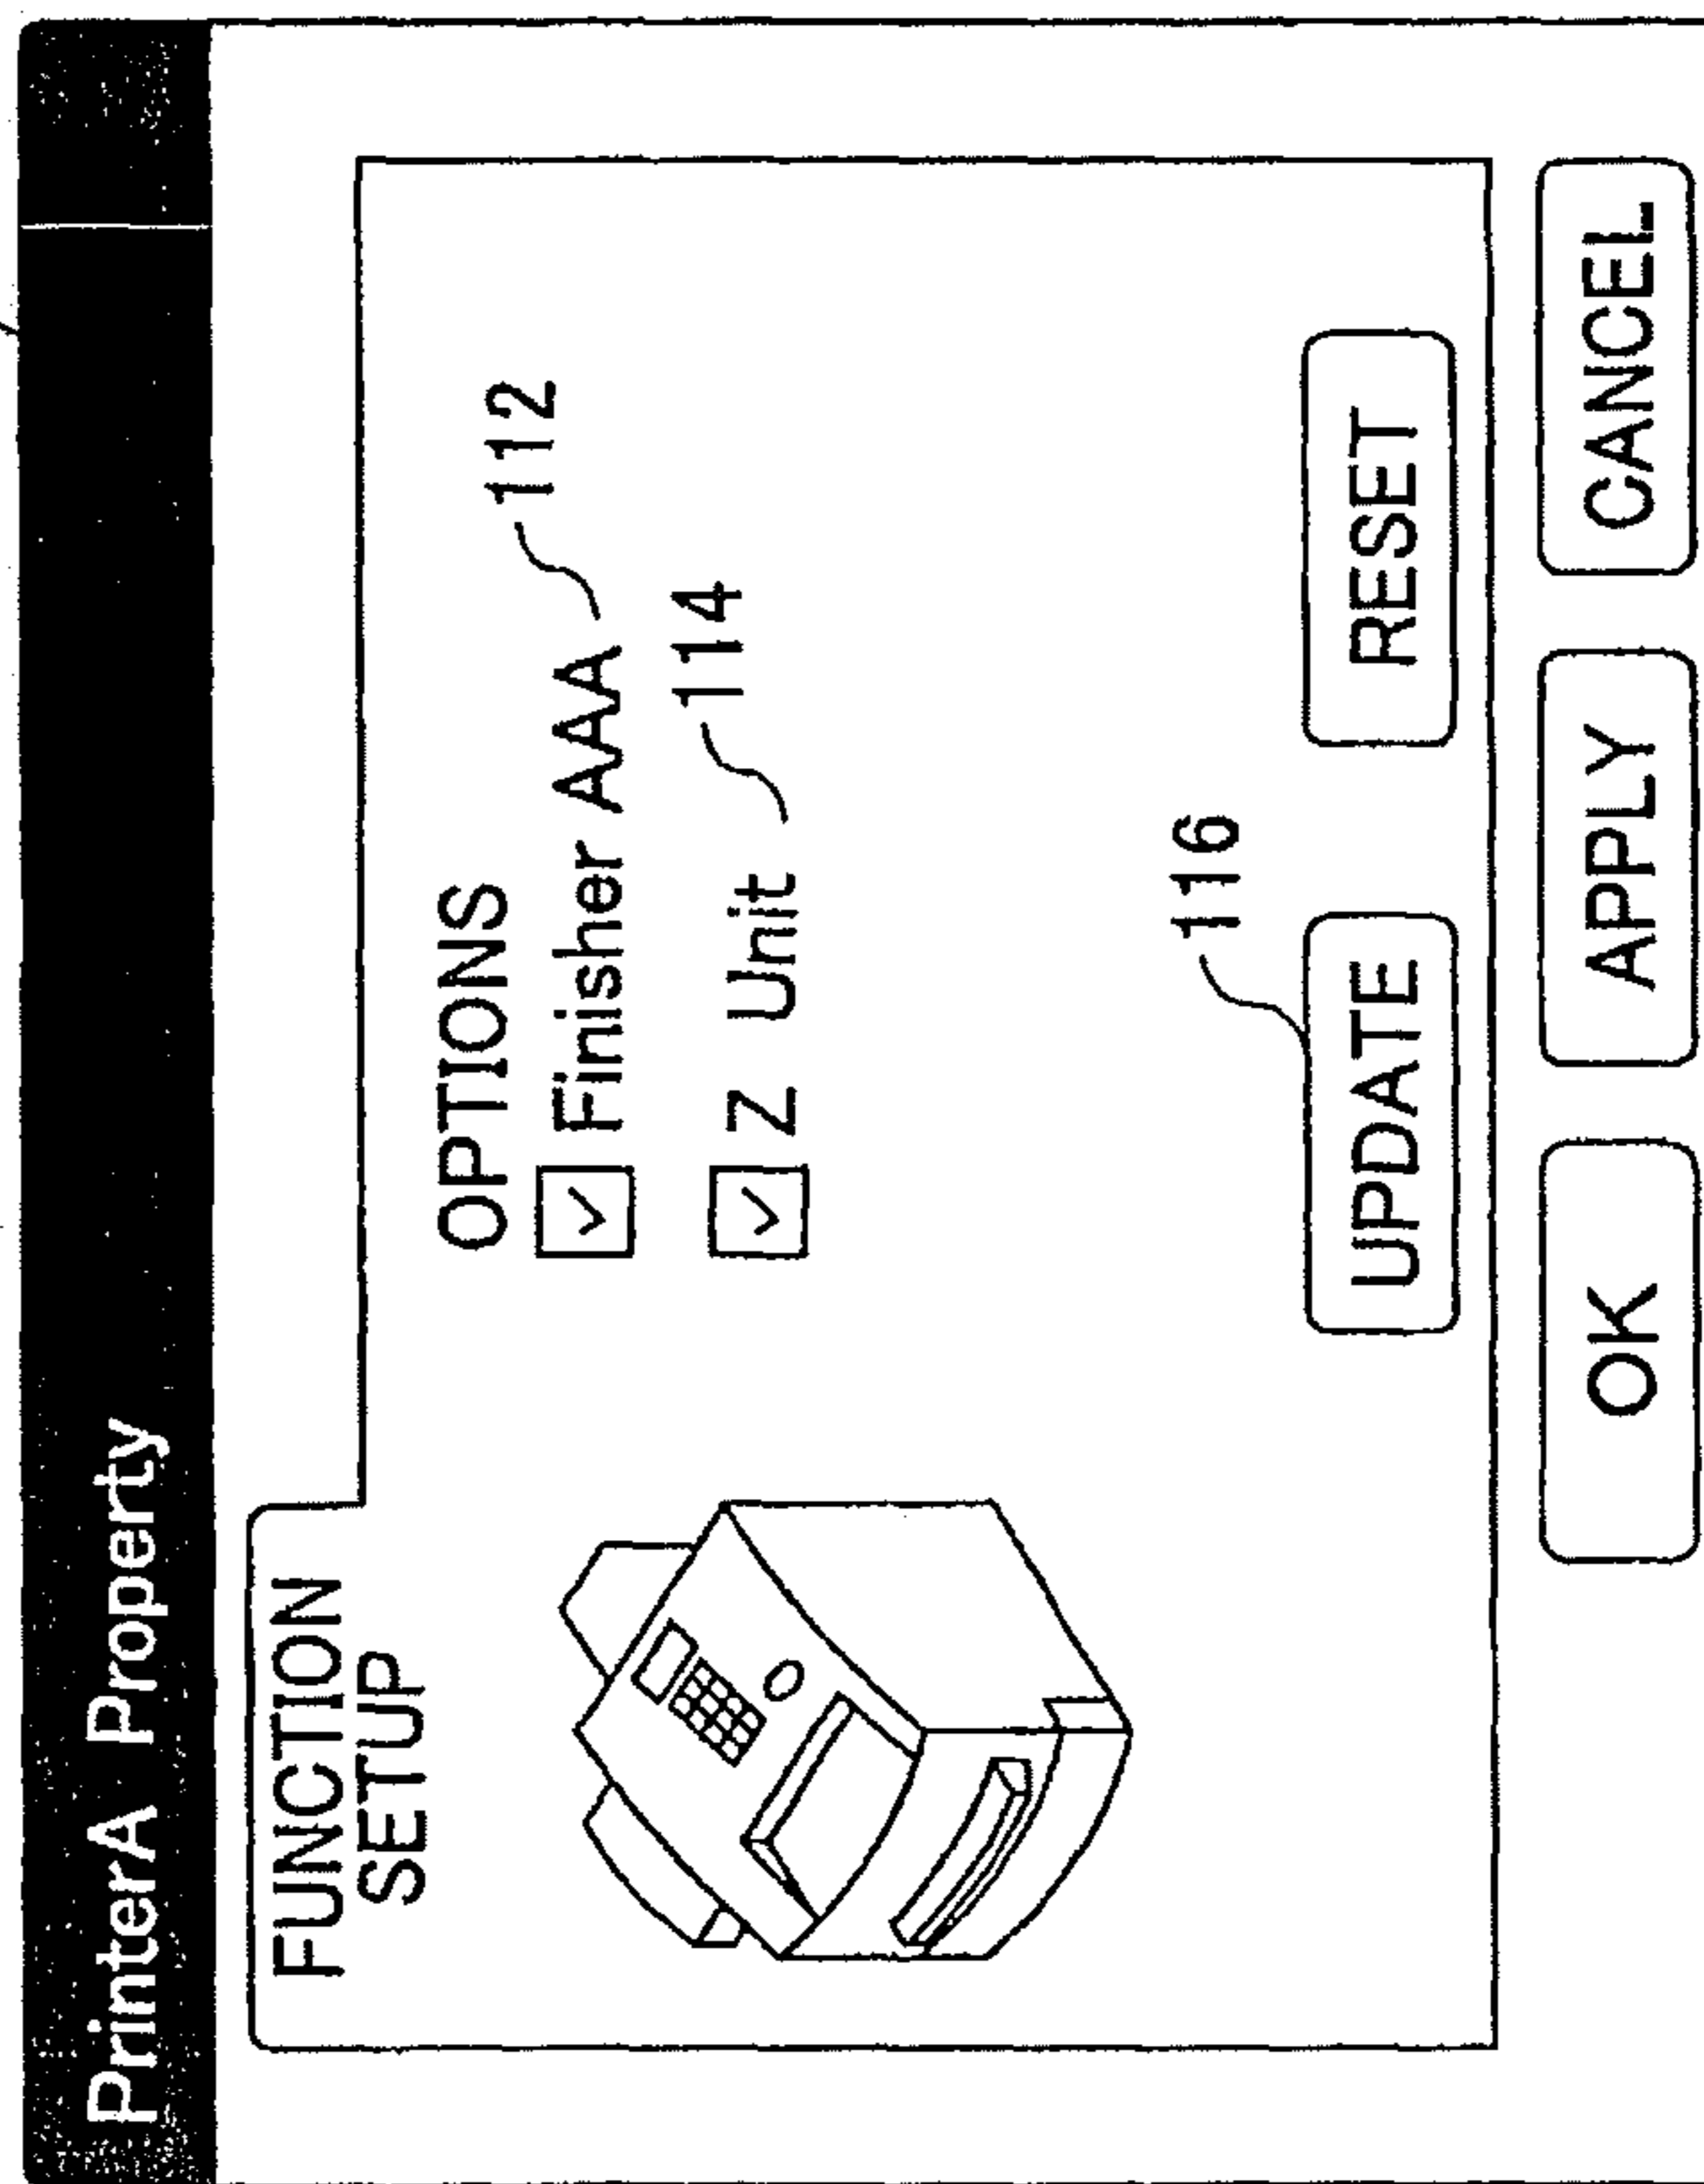 PrinterA Property
FUNCTION
SETUP
OPTIONS
Finisher AAA 112
Z Unit 114
116
UPDATE RESET
OK APPLY CANCEL